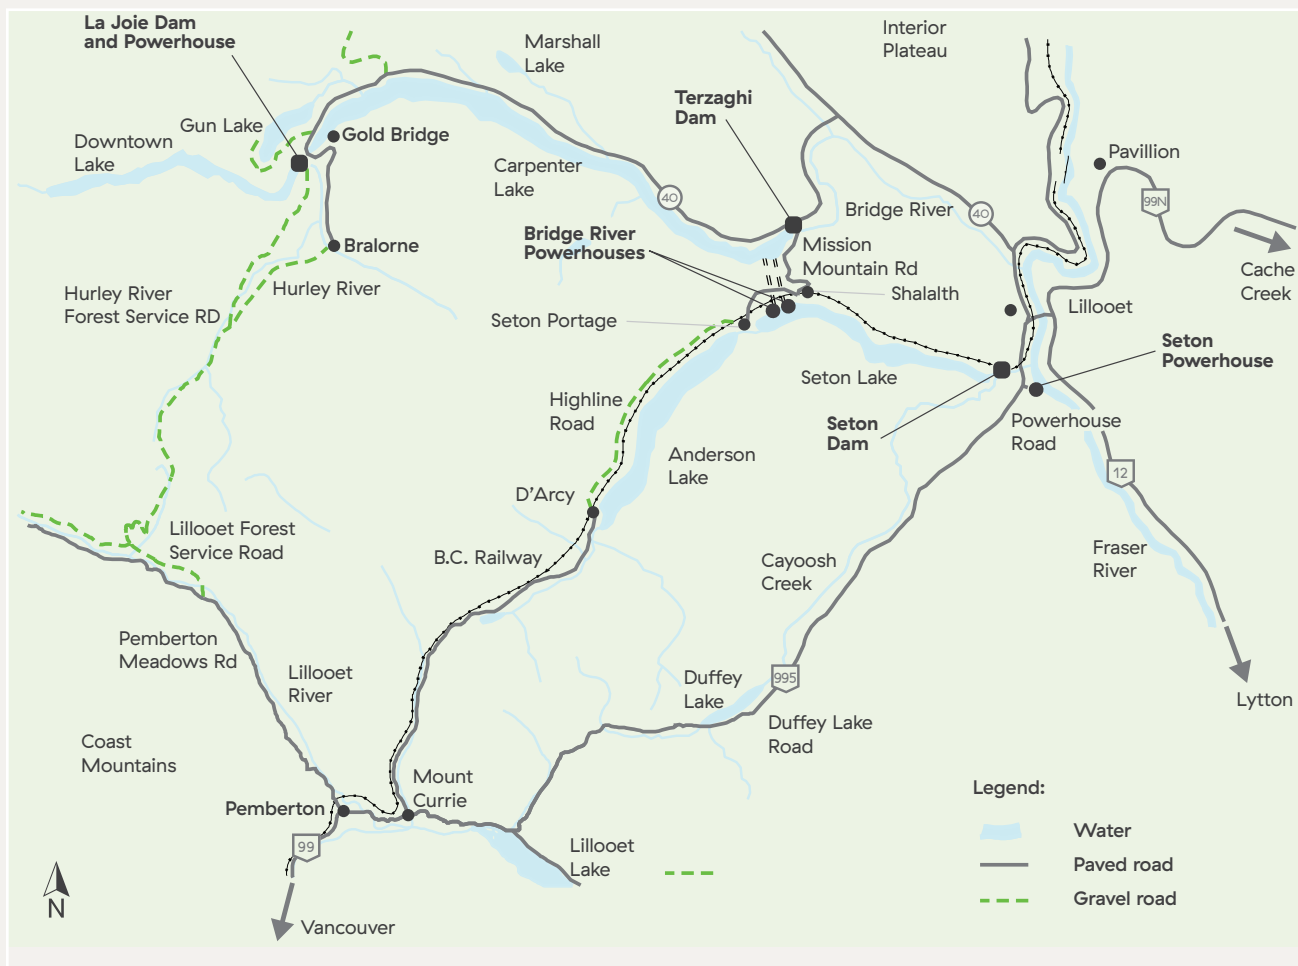 La Joie Dam
and Powerhouse
Marshall
Lake
Interior
Plateau
Terzaghi
Dam
Gun Lake
Gold Bridge
Downtown
Lake
Carpenter
Lake
Pavillion
40
99N
Bridge River
40
Bridge River
Powerhouses
Bralorne
Mission
Mountain Rd
Cache
Creek
Hurley River
Forest Service RD
Hurley River
Shalalth
Seton Portage
Lillooet
Seton
Powerhouse
Seton Lake
Highline
Road
Seton
Dam
Powerhouse
Road
Anderson
Lake
12
D'Arcy
Lillooet Forest
Service Road
B.C. Railway
Cayoosh
Creek
Fraser
River
Pemberton
Meadows Rd
Lillooet
River
Duffey
Lake
995
Lytton
Duffey Lake
Road
Coast
Mountains
Mount
Currie
Pemberton
Legend:
99
Lillooet
Lake
Water
Paved road
Gravel road
N
Vancouver